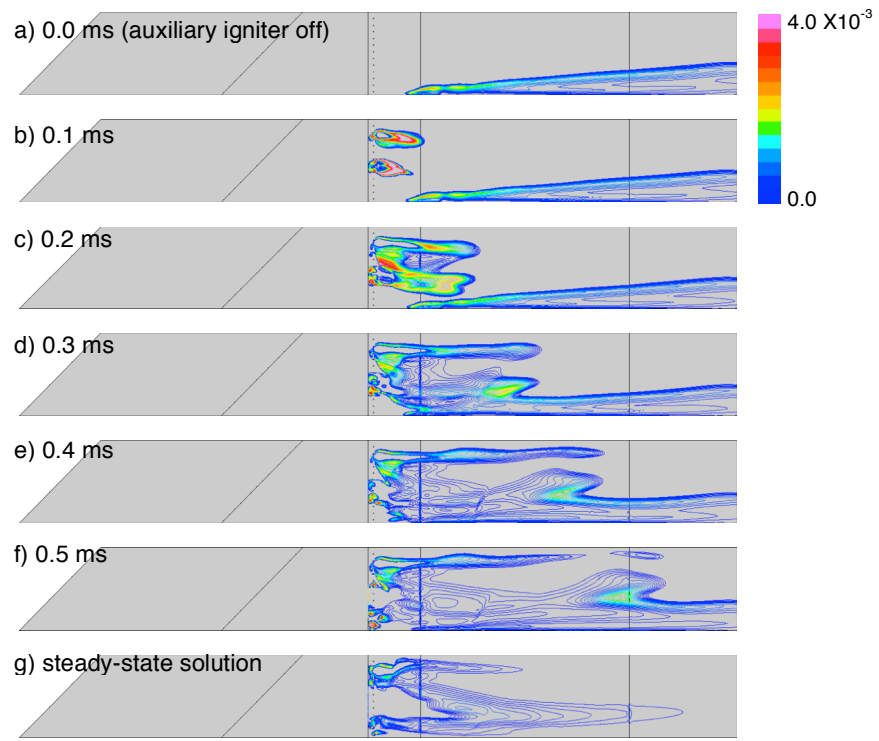 a) 0.0 ms (auxiliary igniter off)
4.0 X10-3
b) 0.1 ms
0.0
c) 0.2 ms
d) 0.3 ms
e) 0.4 ms
f) 0.5 ms
g) steady-state solution